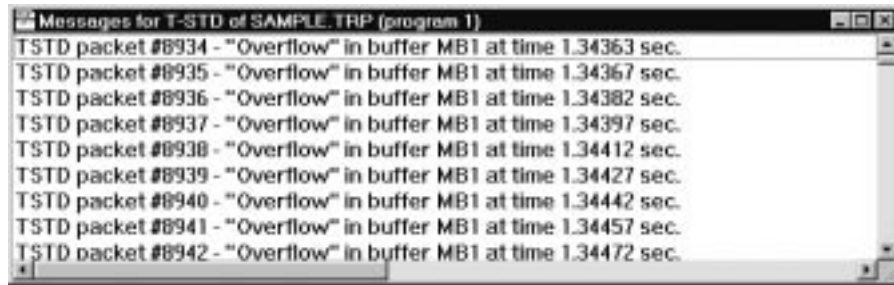 Messages for T-STD of SAMPLE.TRP (program 1)
TSTD packet #8934 - "Overflow" in buffer MB1 at time 1.34363 sec.
TSTD packet #8935 - "Overflow" in buffer MB1 at time 1.34367 sec.
TSTD packet #8936 - "Overflow" in buffer MB1 at time 1.34382 sec.
TSTD packet #8937 - "Overflow" in buffer MB1 at time 1.34397 sec.
TSTD packet #8938 - "Overflow" in buffer MB1 at time 1.34412 sec.
TSTD packet #8939 - "Overflow" in buffer MB1 at time 1.34427 sec.
TSTD packet #8940 - "Overflow" in buffer MB1 at time 1.34442 sec.
TSTD packet #8941 - "Overflow" in buffer MB1 at time 1.34457 sec.
TSTD packet #8942 - "Overflow" in buffer MB1 at time 1.34472 sec.